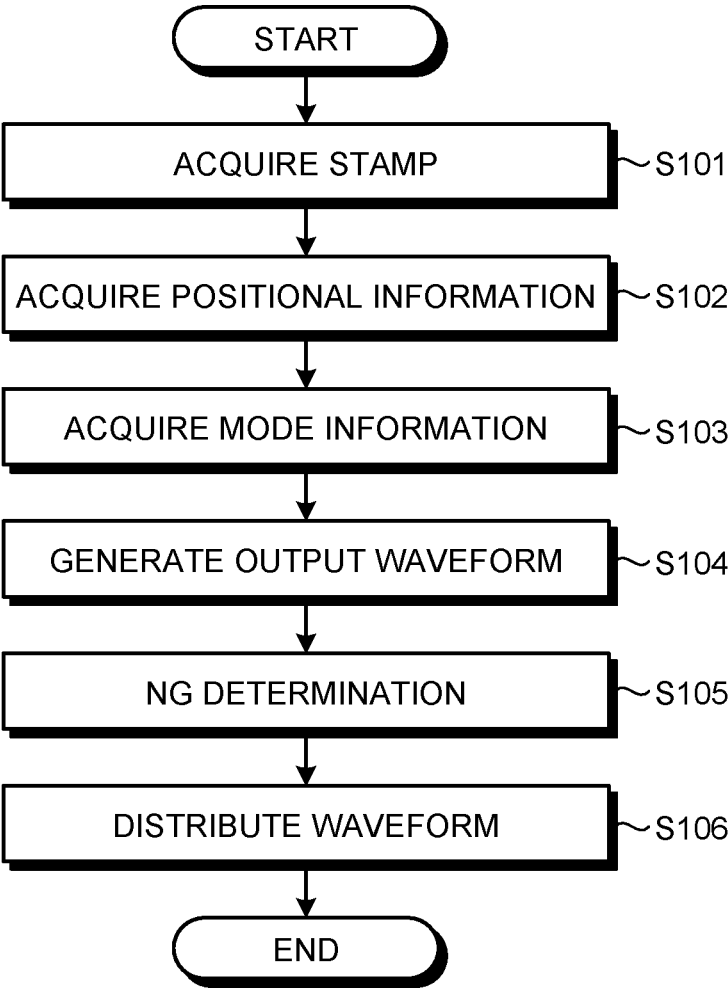 START
ACQUIRE STAMP
S101
ACQUIRE POSITIONAL INFORMATION
S102
ACQUIRE MODE INFORMATION
S103
GENERATE OUTPUT WAVEFORM
S104
NG DETERMINATION
S105
DISTRIBUTE WAVEFORM
S106
END